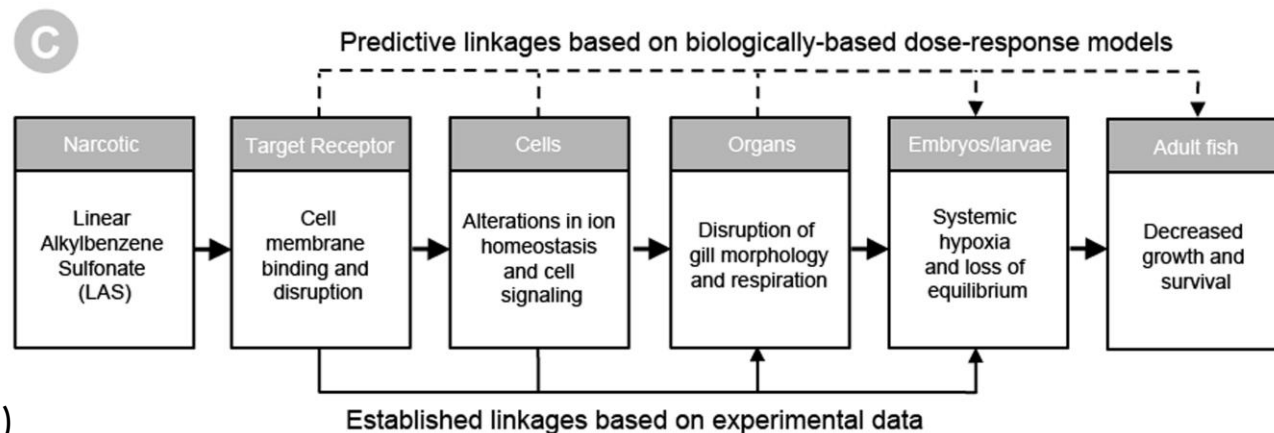 C
Predictive linkages based on biologically-based dose-response models
Narcotic
Linear
Alkylbenzene
Sulfonate
(LAS)
Target Receptor
Cell
membrane
binding and
disruption
Cells
Alterations in ion
homeostasis
and cell
signaling
Organs
Disruption of
gill morphology
and respiration
Embryos/larvae
Systemic
hypoxia
and loss of
equilibrium
Adult fish
Decreased
growth and
survival
)
Established linkages based on experimental data